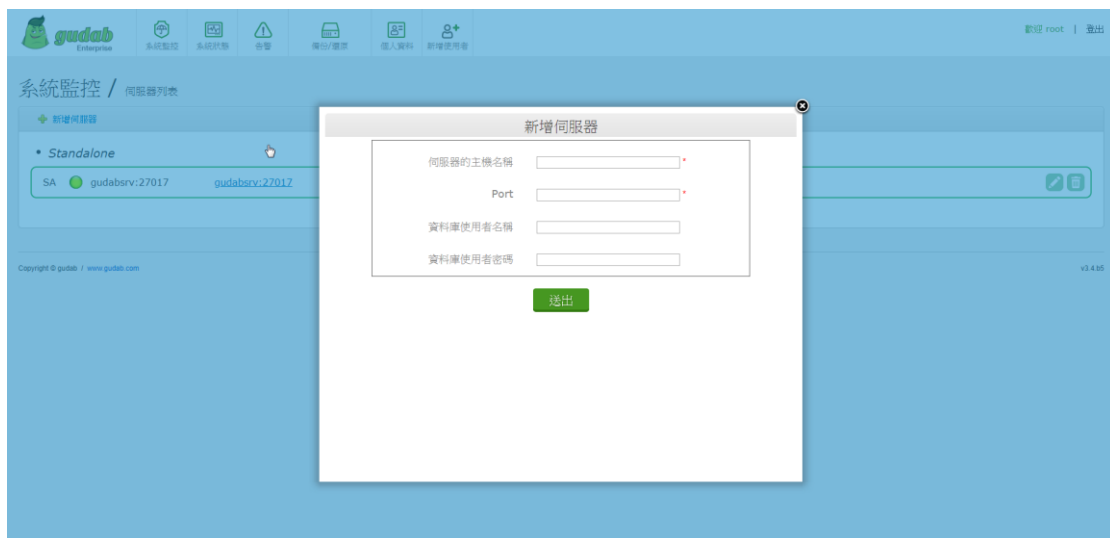 gudab
Enterprise
系統監控
系統狀態
告警
備份/還原
個人資料
新增使用者
歡迎 root | 登出
系統監控 / 伺服器列表
新增伺服器
• Standalone
SA gudabsrv:27017 gudabsrv:27017
新增伺服器
伺服器的主機名稱 *
Port *
資料庫使用者名稱
資料庫使用者密碼
送出
Copyright © gudab / www.gudab.com
v3.4.b5